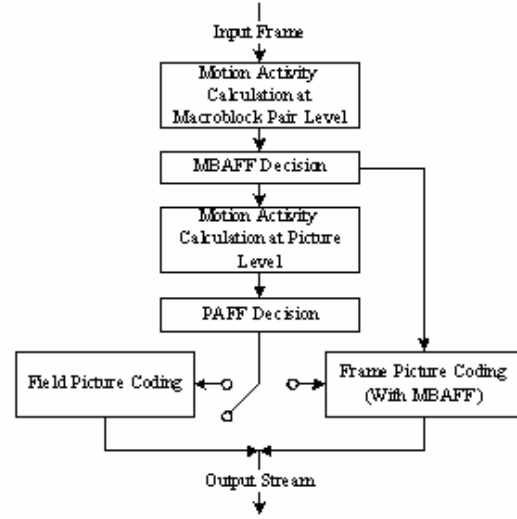 Input Frame
Motion Activity
Calculation at
Macroblock Pair Level
MBAFF Decision
Motion Activity
Calculation at Picture
Level
PAFF Decision
Field Picture Coding
Frame Picture Coding
(With MBAFF)
Output Stream